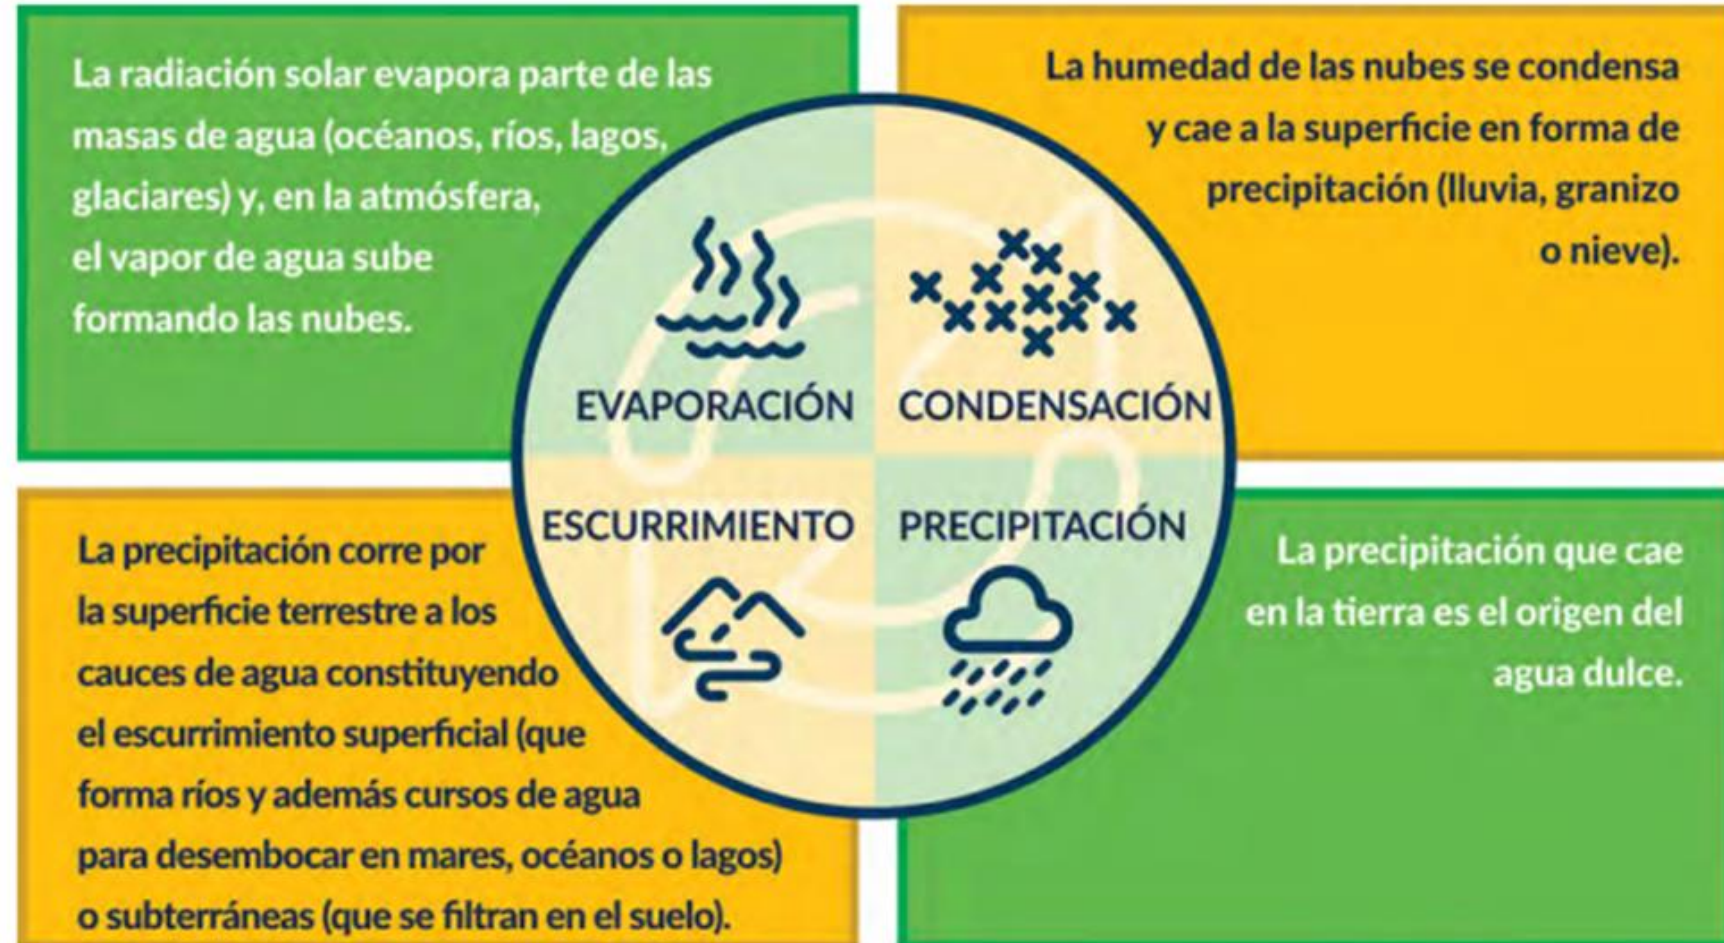 La radiación solar evapora parte de las
masas de agua (océanos, ríos, lagos,
glaciares) y, en la atmósfera,
el vapor de agua sube
formando las nubes.
La humedad de las nubes se condensa
y cae a la superficie en forma de
precipitación (lluvia, granizo
o nieve).
EVAPORACIÓN
CONDENSACIÓN
ESCURRIMIENTO
PRECIPITACIÓN
La precipitación corre por
la superficie terrestre a los
cauces de agua constituyendo
el escurrimiento superficial (que
forma ríos y además cursos de agua
para desembocar en mares, océanos o lagos)
o subterráneas (que se filtran en el suelo).
La precipitación que cae
en la tierra es el origen del
agua dulce.